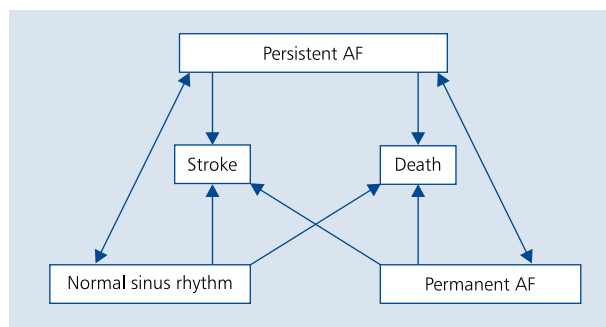 Persistent AF
Stroke
Death
Normal sinus rhythm
Permanent AF